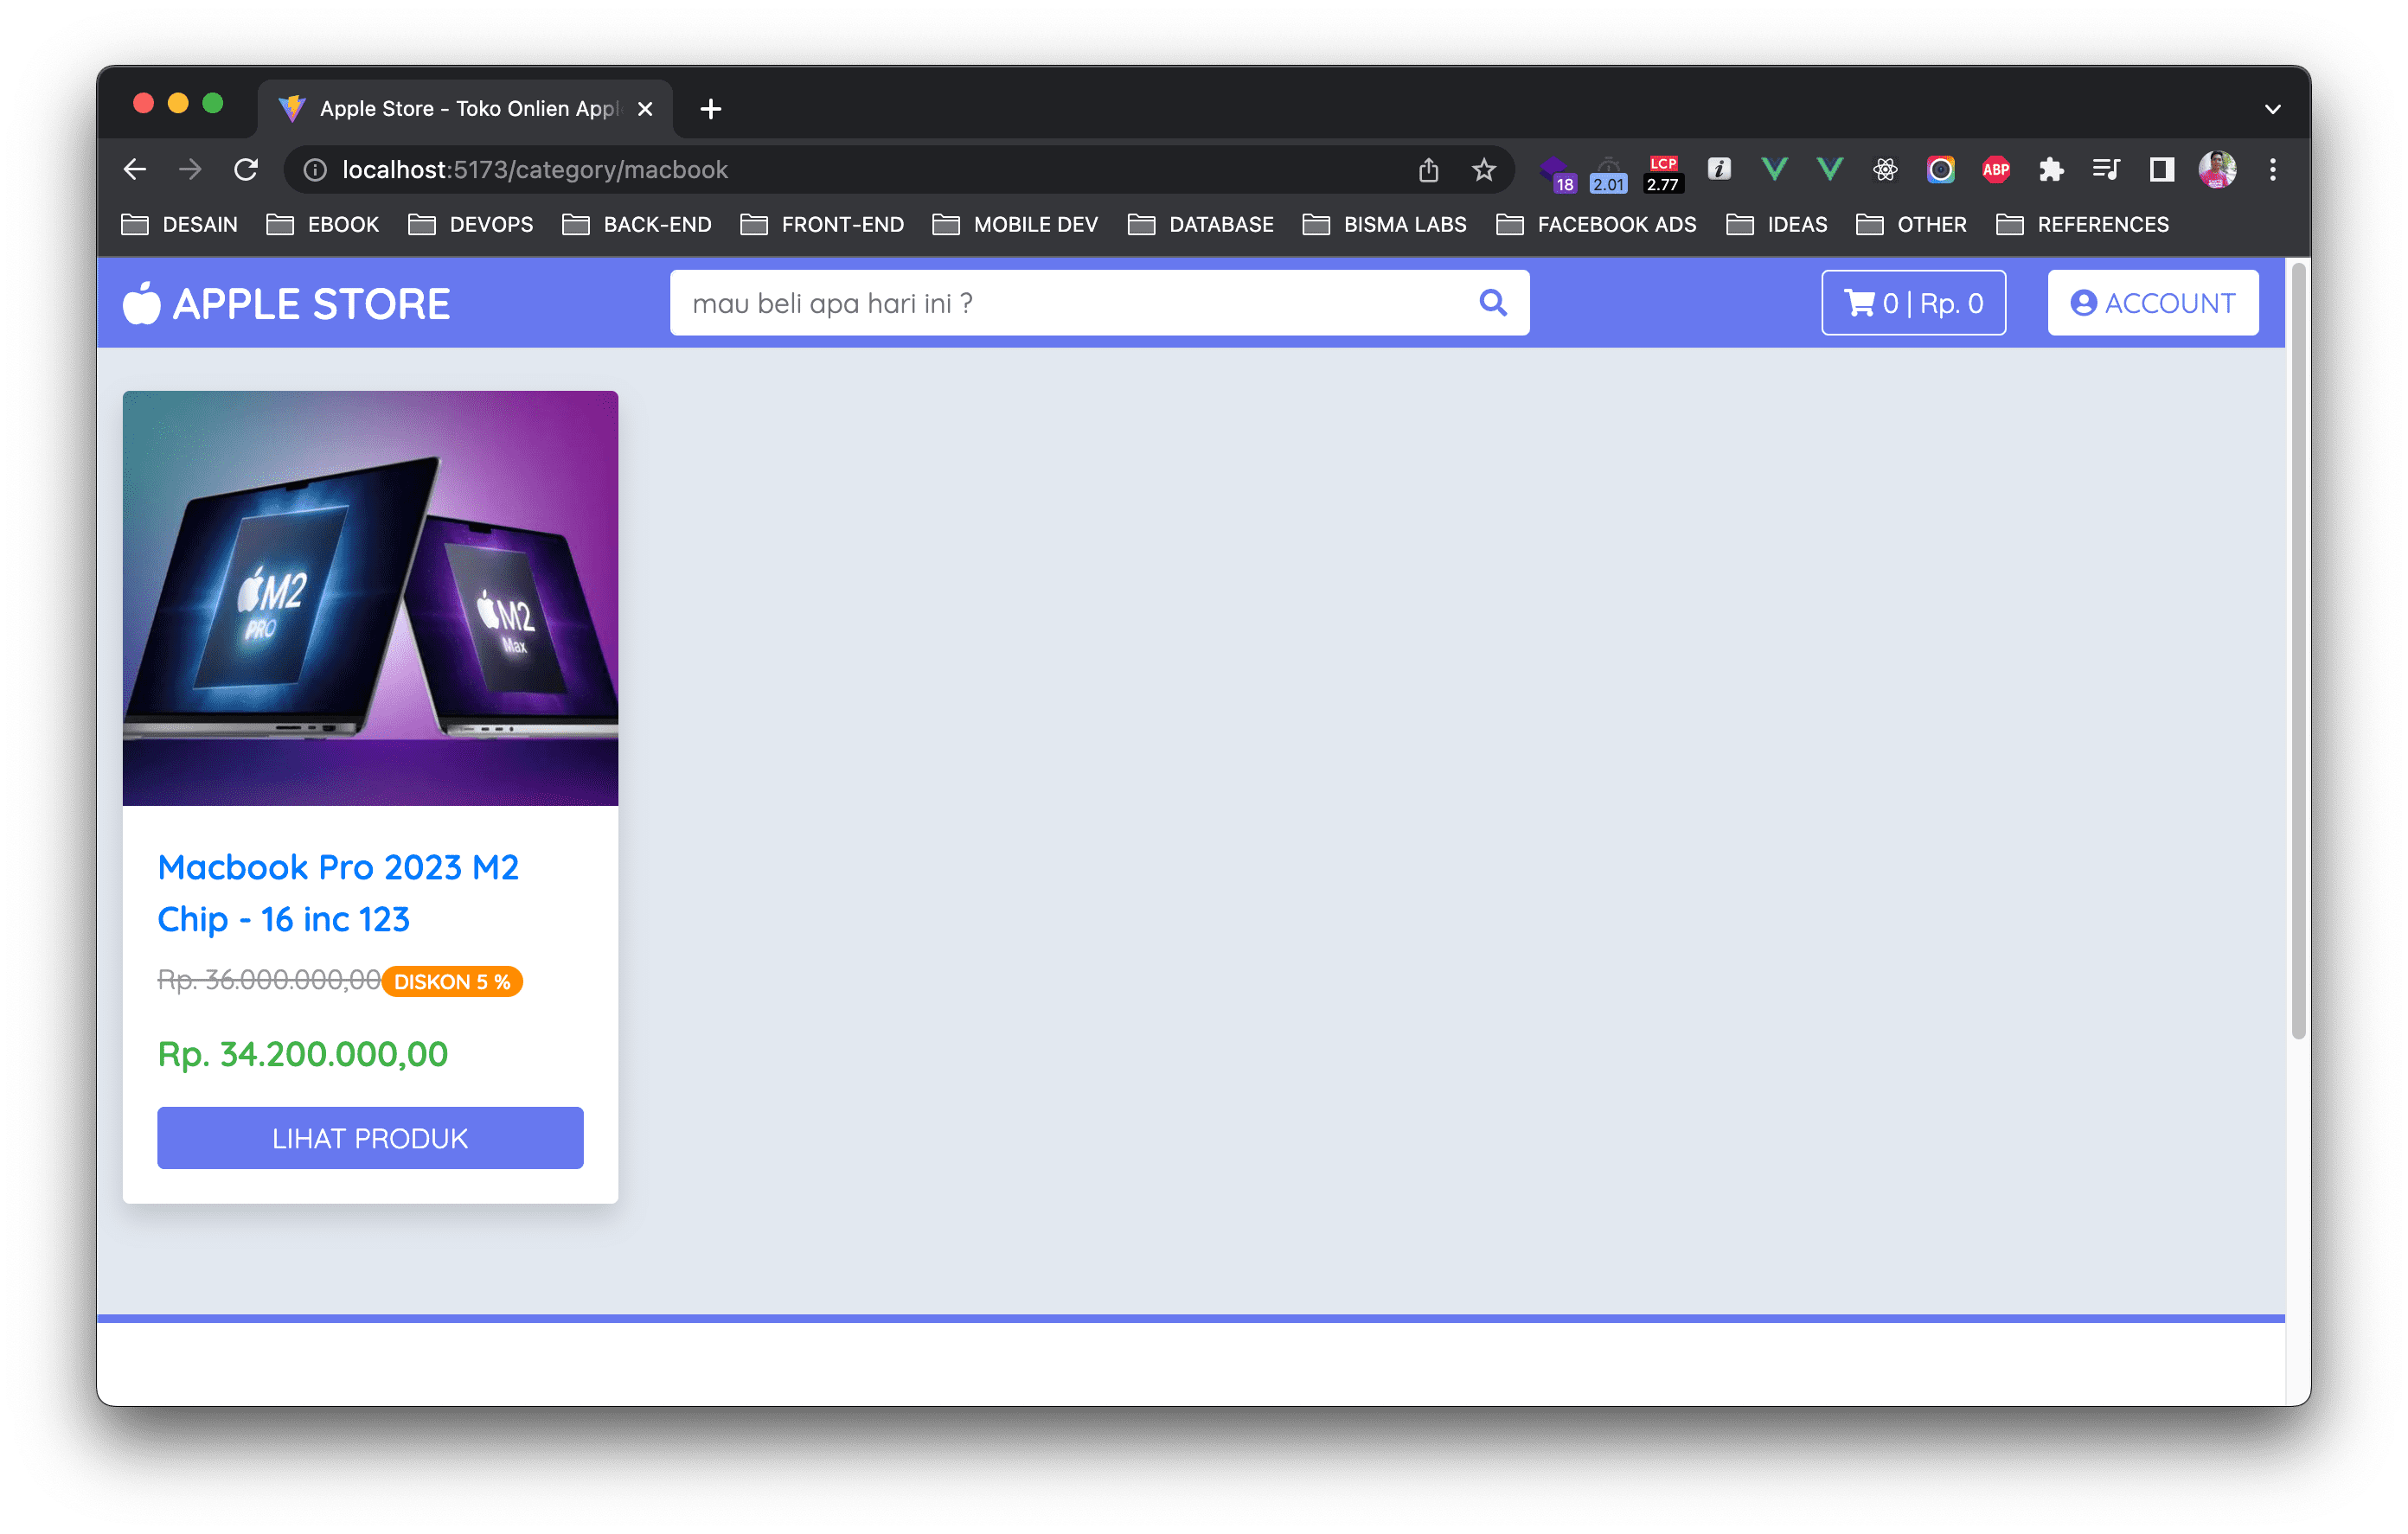 Apple Store - Toko Onlien Appl
localhost:5173/category/macbook
18
2.01
LCP
2.77
i
ABP
DESAIN
EBOOK
DEVOPS
BACK-END
FRONT-END
MOBILE DEV
DATABASE
BISMA LABS
FACEBOOK ADS
IDEAS
OTHER
REFERENCES
APPLE STORE
mau beli apa hari ini ?
0 | Rp. 0
ACCOUNT
M2
PRO
M2
Max
Macbook Pro 2023 M2
Chip - 16 inc 123
Rp. 36.000.000,00
DISKON 5 %
Rp. 34.200.000,00
LIHAT PRODUK